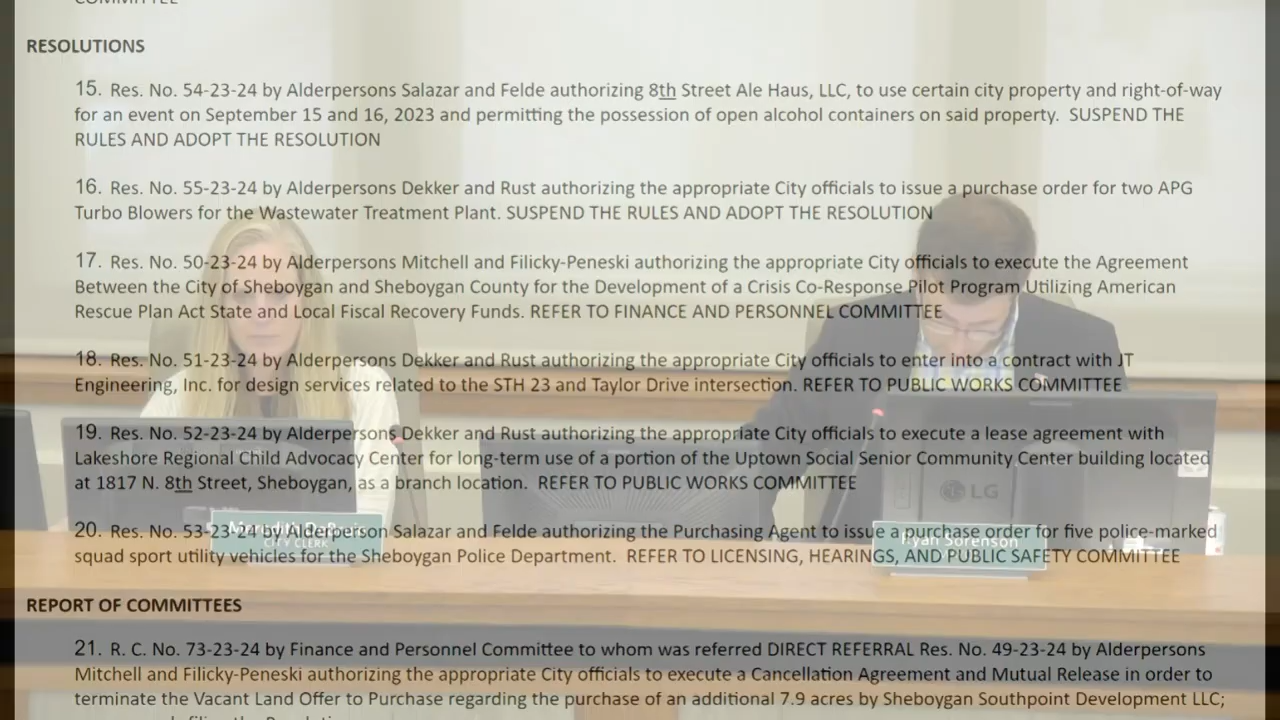 COMMITTEE
RESOLUTIONS
15. Res. No. 54-23-24 by Alderpersons Salazar and Felde authorizing 8th Street Ale Haus, LLC, to use certain city property and right-of-way
for an event on September 15 and 16, 2023 and permitting the possession of open alcohol containers on said property. SUSPEND THE
RULES AND ADOPT THE RESOLUTION
16. Res. No. 55-23-24 by Alderpersons Dekker and Rust authorizing the appropriate City officials to issue a purchase order for two APG
Turbo Blowers for the Wastewater Treatment Plant. SUSPEND THE RULES AND ADOPT THE RESOLUTION
17. Res. No. 50-23-24 by Alderpersons Mitchell and Filicky-Peneski authorizing the appropriate City officials to execute the Agreement
Between the City of Sheboygan and Sheboygan County for the Development of a Crisis Co-Response Pilot Program Utilizing American
Rescue Plan Act State and Local Fiscal Recovery Funds. REFER TO FINANCE AND PERSONNEL COMMITTEE
18. Res. No. 51-23-24 by Alderpersons Dekker and Rust authorizing the appropriate City officials to enter into a contract with JT
Engineering, Inc. for design services related to the STH 23 and Taylor Drive intersection. REFER TO PUBLIC WORKS COMMITTEE
19. Res. No. 52-23-24 by Alderpersons Dekker and Rust authorizing the appropriate City officials to execute a lease agreement with
Lakeshore Regional Child Advocacy Center for long-term use of a portion of the Uptown Social Senior Community Center building located
at 1817 N. 8th Street, Sheboygan, as a branch location. REFER TO PUBLIC WORKS COMMITTEE
LG
20. Res. No. 53-23-24 by Alderperson Salazar and Felde authorizing the Purchasing Agent to issue a purchase order for five police-marked
squad sport utility vehicles for the Sheboygan Police Department. REFER TO LICENSING, HEARINGS, AND PUBLIC SAFETY COMMITTEE
Meredith DeBruin
CITY CLERK
Ryan Sorenson
REPORT OF COMMITTEES
21. R. C. No. 73-23-24 by Finance and Personnel Committee to whom was referred DIRECT REFERRAL Res. No. 49-23-24 by Alderpersons
Mitchell and Filicky-Peneski authorizing the appropriate City officials to execute a Cancellation Agreement and Mutual Release in order to
terminate the Vacant Land Offer to Purchase regarding the purchase of an additional 7.9 acres by Sheboygan Southpoint Development LLC;